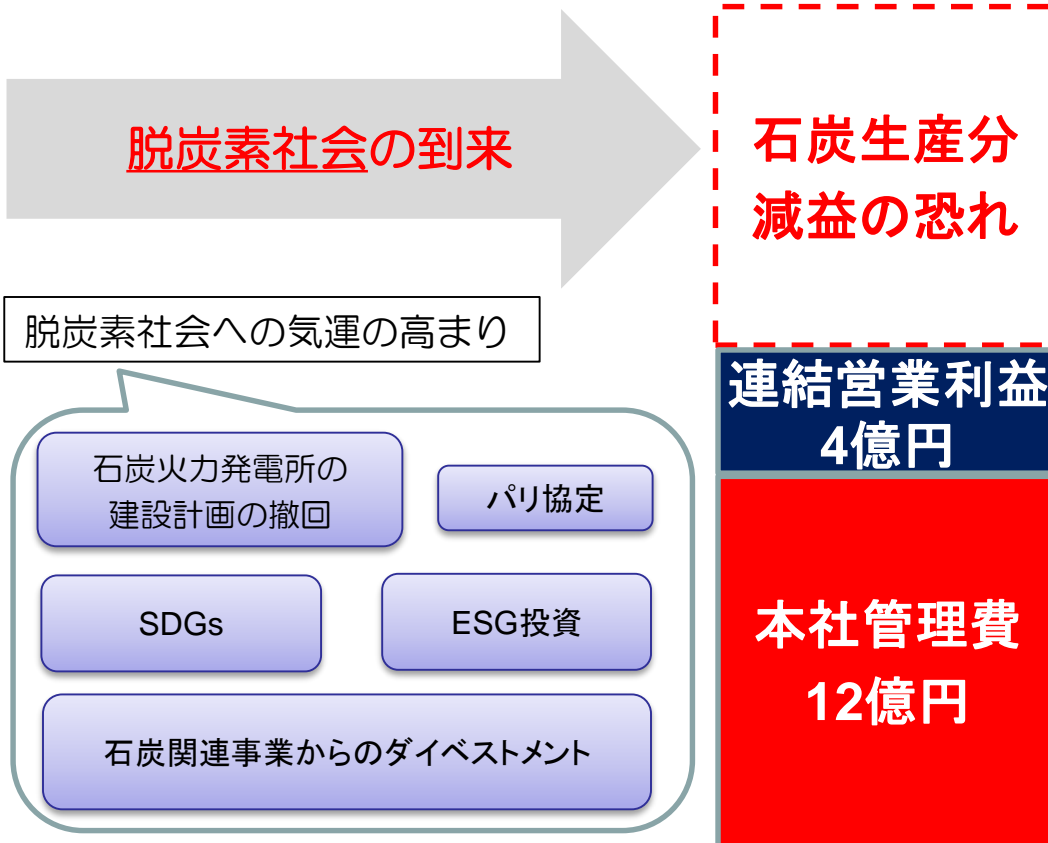 脱炭素社会の到来
石炭生産分
減益の恐れ
脱炭素社会への気運の高まり
連結営業利益
4億円
石炭火力発電所の
建設計画の撤回
パリ協定
SDGs
ESG投資
石炭関連事業からのダイベストメント
本社管理費
12億円